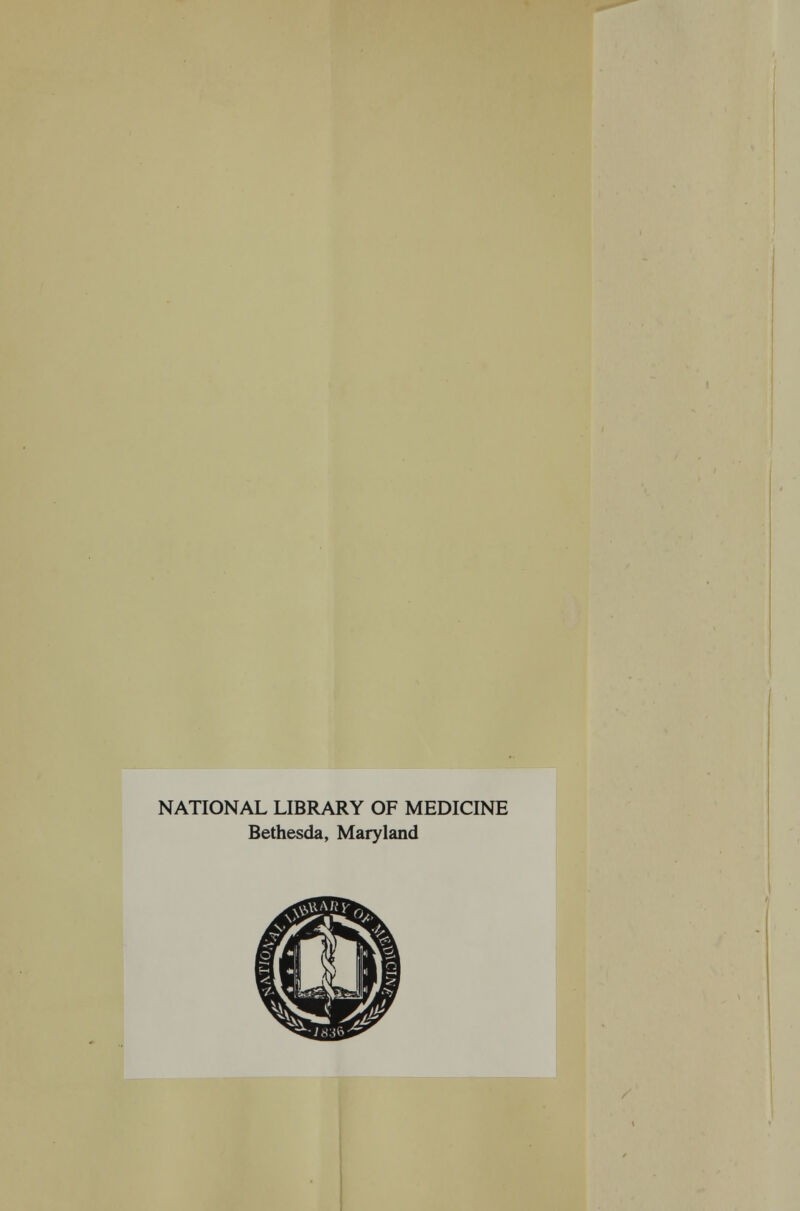 NATIONAL LIBRARY OF MEDICINE
Bethesda, Maryland
NATIONAL LIBRARY OF MEDICINE
1836